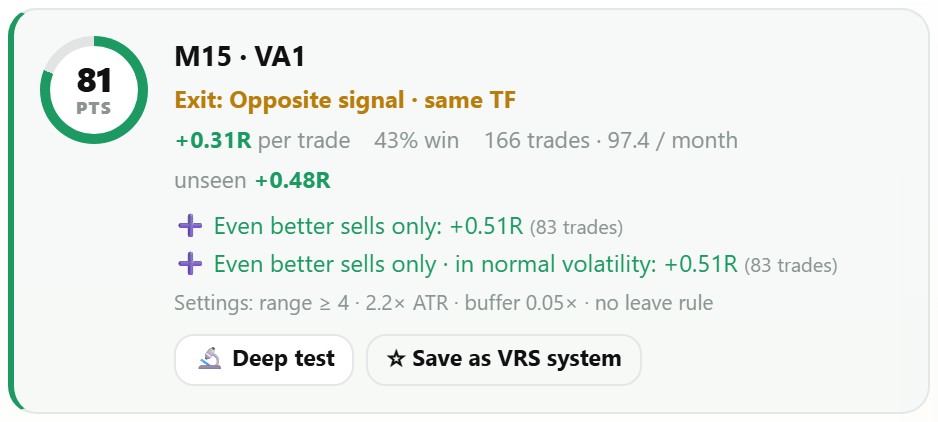 81
PTS
M15 · VA1
Exit: Opposite signal · same TF
+0.31R per trade 43% win 166 trades · 97.4 / month
unseen +0.48R
➕ Even better sells only: +0.51R (83 trades)
➕ Even better sells only · in normal volatility: +0.51R (83 trades)
Settings: range ≥ 4 · 2.2× ATR · buffer 0.05× · no leave rule
🔬 Deep test ☆ Save as VRS system